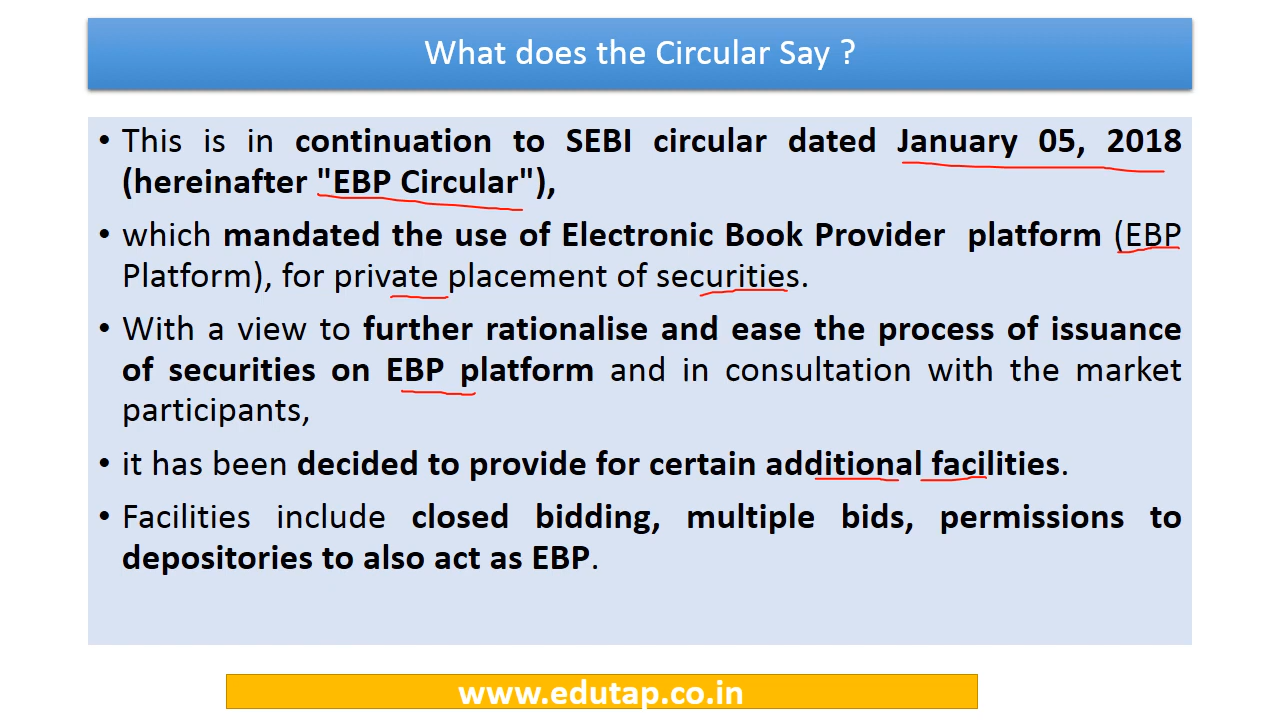 What does the Circular Say ?
• This is in continuation to SEBI circular dated January 05, 2018
(hereinafter "EBP Circular"),
• which mandated the use of Electronic Book Provider platform (EBP
Platform), for private placement of securities.
• With a view to further rationalise and ease the process of issuance
of securities on EBP platform and in consultation with the market
participants,
• it has been decided to provide for certain additional facilities.
• Facilities include closed bidding, multiple bids, permissions to
depositories to also act as EBP.
www.edutap.co.in